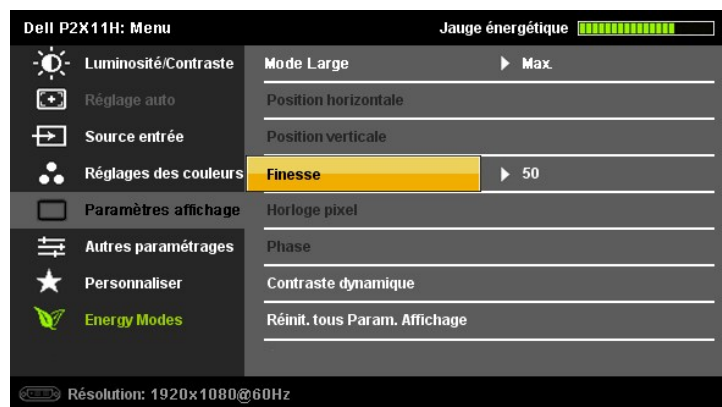 Dell P2X11H: Menu
Jauge énergétique
Luminosité/Contraste
Réglage auto
Source entrée
Réglages des couleurs
Paramètres affichage
Autres paramétrages
Personnaliser
Energy Modes
Mode Large Max.
Position horizontale
Position verticale
Finesse 50
Horloge pixel
Phase
Contraste dynamique
Réinit. tous Param. Affichage
Résolution: 1920x1080@60Hz